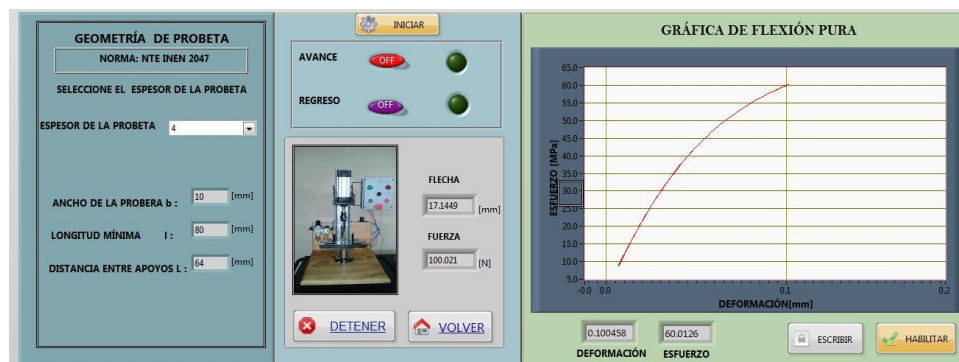 GEOMETRÍA DE PROBETA
NORMA: NTE INEN 2047
SELECCIONE EL ESPESOR DE LA PROBETA
ESPESOR DE LA PROBETA 4
ANCHO DE LA PROBERA b : 10 [mm]
LONGITUD MÍNIMA l : 80 [mm]
DISTANCIA ENTRE APOYOS L : 64 [mm]
INICIAR
AVANCE OFF
REGRESO OFF
FLECHA
17.1449 [mm]
FUERZA
100.021 [N]
DETENER VOLVER
GRÁFICA DE FLEXIÓN PURA
ESFUERZO [MPa]
65.0
60.0
55.0
50.0
45.0
40.0
35.0
30.0
25.0
20.0
15.0
10.0
5.0
-0.0 0.0 0.1 0.2
DEFORMACIÓN[mm]
0.100458 60.0126
DEFORMACIÓN ESFUERZO
ESCRIBIR HABILITAR